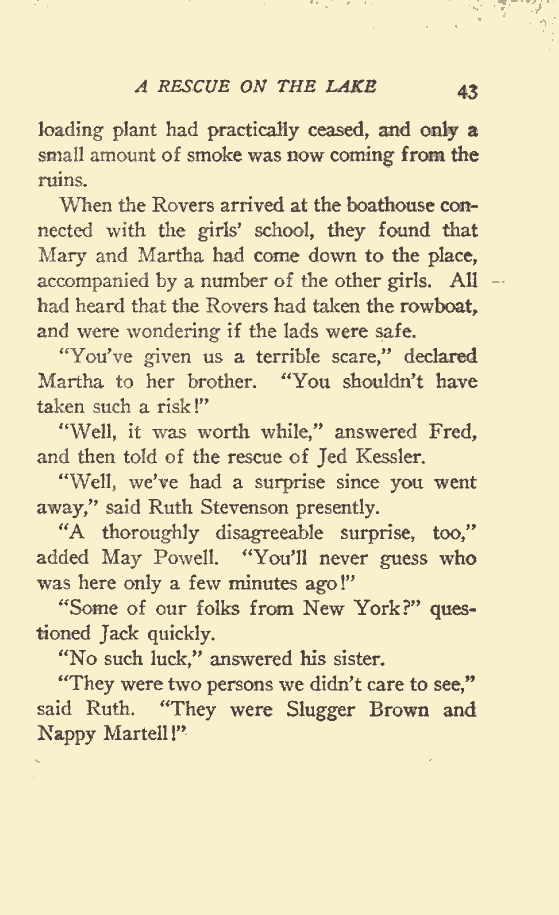 A RESCUE ON THE LAKE 43
loading plant had practically ceased, and only a
small amount of smoke was now coming from the
ruins.
When the Rovers arrived at the boathouse con-
nected with the girls' school, they found that
Mary and Martha had come down to the place,
accompanied by a number of the other girls. All
had heard that the Rovers had taken the rowboat,
and were wondering if the lads were safe.
"You've given us a terrible scare," declared
Martha to her brother. "You shouldn't have
taken such a risk!"
"Well, it was worth while," answered Fred,
and then told of the rescue of Jed Kessler.
"Well, we've had a surprise since you went
away," said Ruth Stevenson presently.
"A thoroughly disagreeable surprise, too,"
added May Powell. "You'll never guess who
was here only a few minutes ago!"
"Some of our folks from New York?" ques-
tioned Jack quickly.
"No such luck," answered his sister.
"They were two persons we didn't care to see,"
said Ruth. "They were Slugger Brown and
Nappy Martell!"